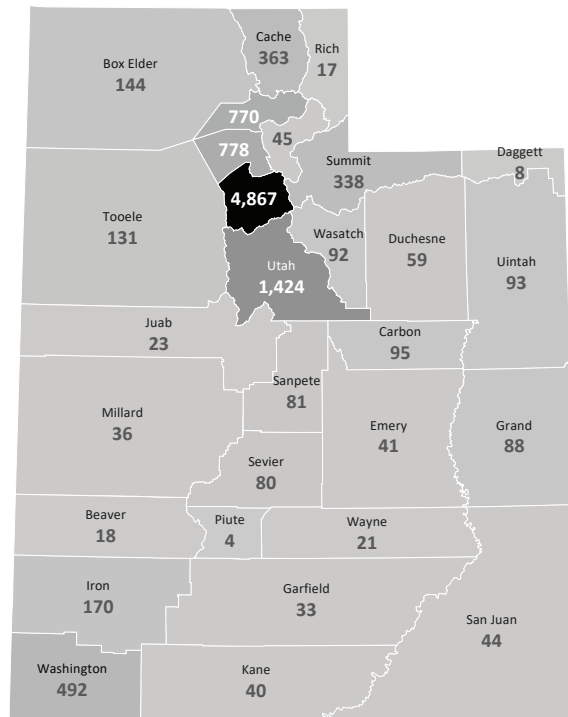 Cache
363
Rich
17
Box Elder
144
770
45
778
Summit
338
Daggett
8
4,867
Tooele
131
Wasatch
92
Duchesne
59
Uintah
93
Utah
1,424
Juab
23
Carbon
95
Sanpete
81
Millard
36
Emery
41
Grand
88
Sevier
80
Beaver
18
Piute
4
Wayne
21
Iron
170
Garfield
33
San Juan
44
Washington
492
Kane
40